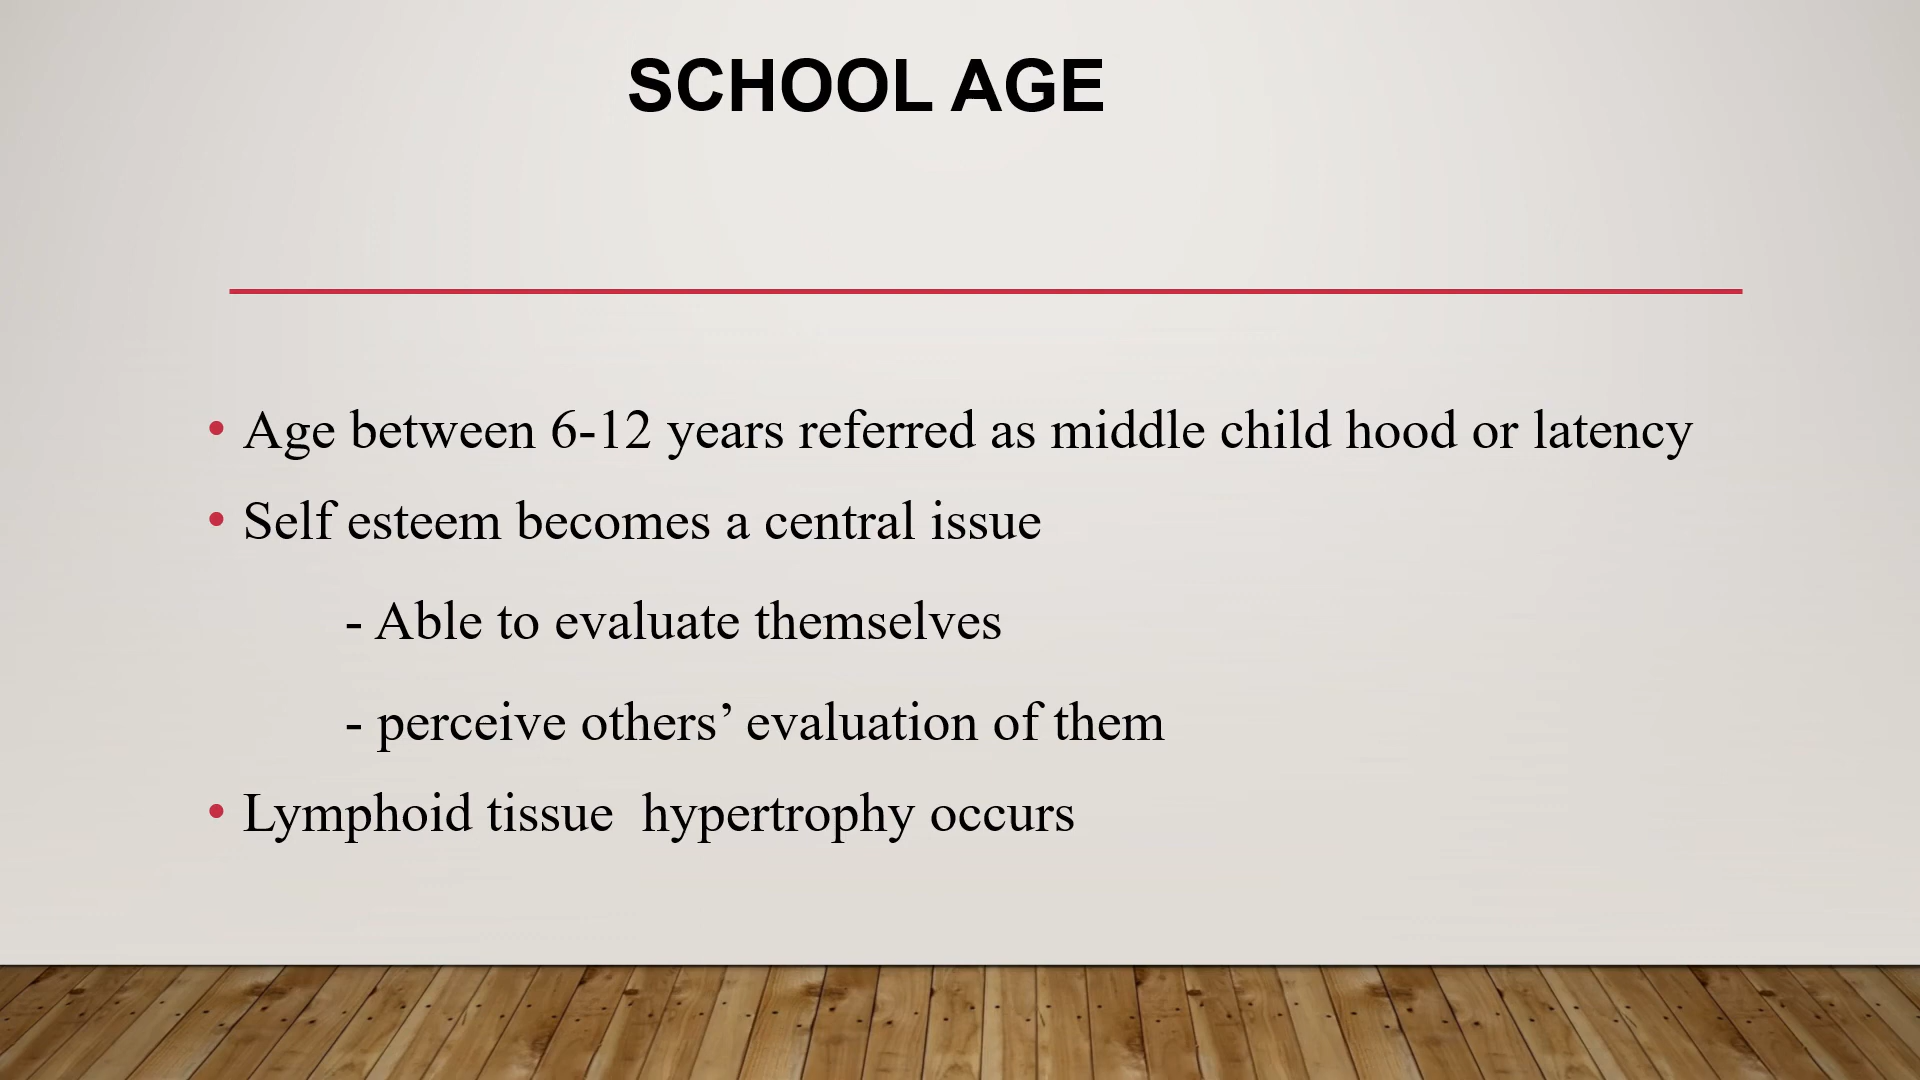 SCHOOL AGE
• Age between 6-12 years referred as middle child hood or latency
• Self esteem becomes a central issue
- Able to evaluate themselves
- perceive others’ evaluation of them
• Lymphoid tissue  hypertrophy occurs